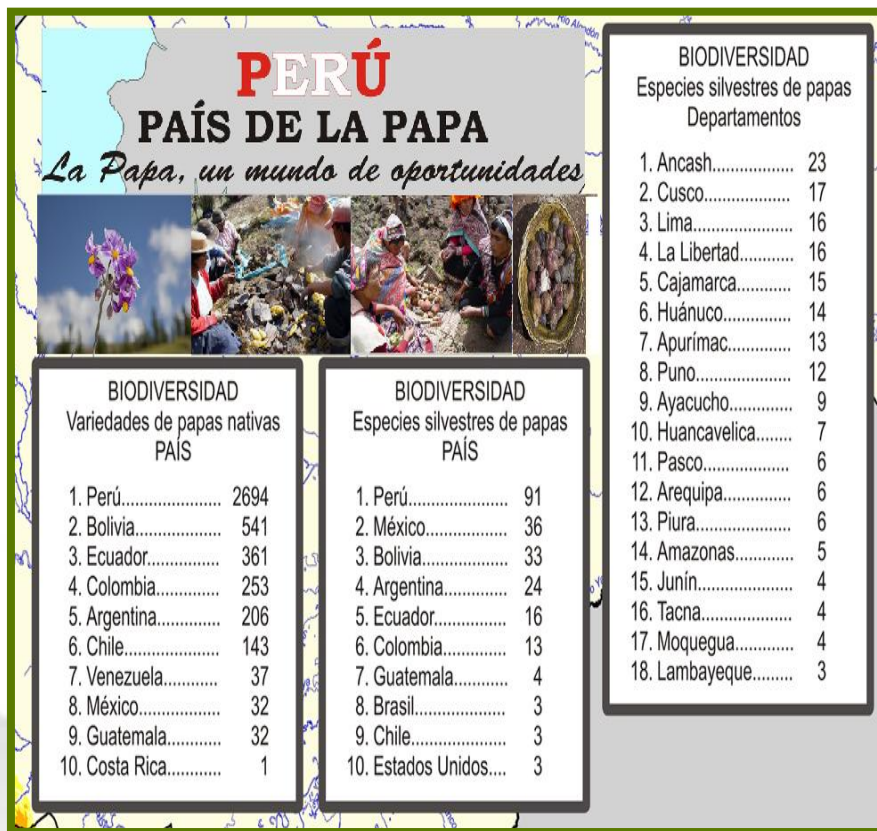 PERÚ
PAÍS DE LA PAPA
La Papa, un mundo de oportunidades
BIODIVERSIDAD
Variedades de papas nativas
PAÍS
1. Perú...................... 2694
2. Bolivia................... 541
3. Ecuador................. 361
4. Colombia.............. 253
5. Argentina.............. 206
6. Chile..................... 143
7. Venezuela............ 37
8. México.................. 32
9. Guatemala............ 32
10. Costa Rica............ 1
BIODIVERSIDAD
Especies silvestres de papas
PAÍS
1. Perú...................... 91
2. México.................. 36
3. Bolivia................... 33
4. Argentina.............. 24
5. Ecuador................ 16
6. Colombia.............. 13
7. Guatemala............ 4
8. Brasil..................... 3
9. Chile...................... 3
10. Estados Unidos.... 3
BIODIVERSIDAD
Especies silvestres de papas
Departamentos
1. Ancash.................. 23
2. Cusco................... 17
3. Lima...................... 16
4. La Libertad............ 16
5. Cajamarca............. 15
6. Huánuco............... 14
7. Apurímac.............. 13
8. Puno..................... 12
9. Ayacucho.............. 9
10. Huancavelica........ 7
11. Pasco................... 6
12. Arequipa............... 6
13. Piura..................... 6
14. Amazonas............ 5
15. Junín.................... 4
16. Tacna.................... 4
17. Moquegua............. 4
18. Lambayeque......... 3